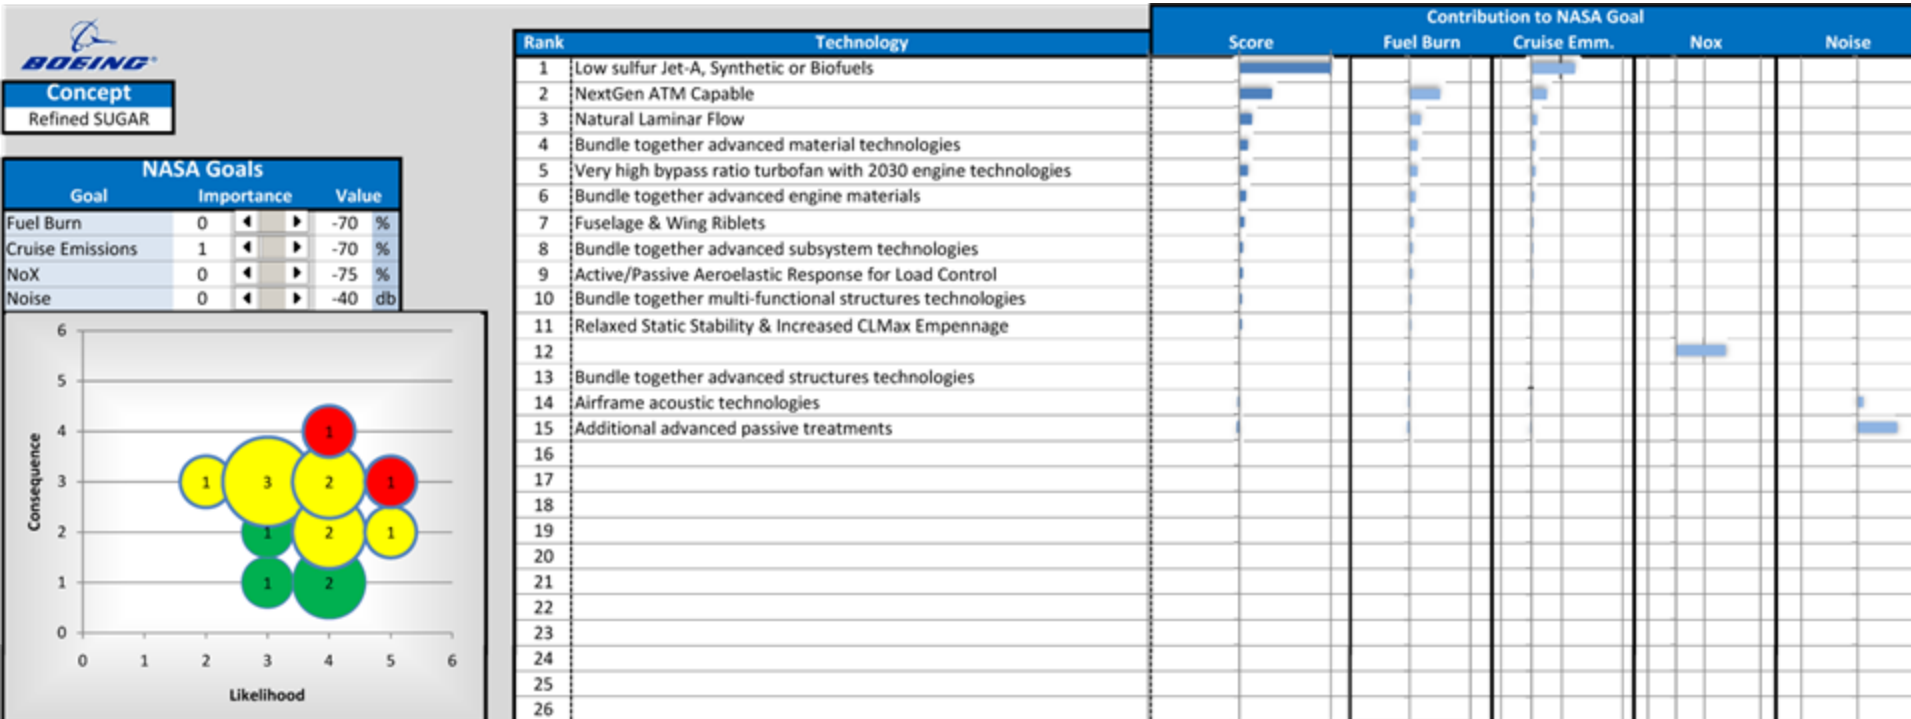 BOEING
Concept
Refined SUGAR
NASA Goals
Goal Importance Value
Fuel Burn 0 -70 %
Cruise Emissions 1 -70 %
NoX 0 -75 %
Noise 0 -40 db
6
5
4
3
2
1
0
Consequence
1
1 3 2 1
1 2 1
1 2
0 1 2 3 4 5 6
Likelihood
Contribution to NASA Goal
Rank Technology Score Fuel Burn Cruise Emm. Nox Noise
1 Low sulfur Jet-A, Synthetic or Biofuels
2 NextGen ATM Capable
3 Natural Laminar Flow
4 Bundle together advanced material technologies
5 Very high bypass ratio turbofan with 2030 engine technologies
6 Bundle together advanced engine materials
7 Fuselage & Wing Riblets
8 Bundle together advanced subsystem technologies
9 Active/Passive Aeroelastic Response for Load Control
10 Bundle together multi-functional structures technologies
11 Relaxed Static Stability & Increased CLMax Empennage
12
13 Bundle together advanced structures technologies
14 Airframe acoustic technologies
15 Additional advanced passive treatments
16
17
18
19
20
21
22
23
24
25
26